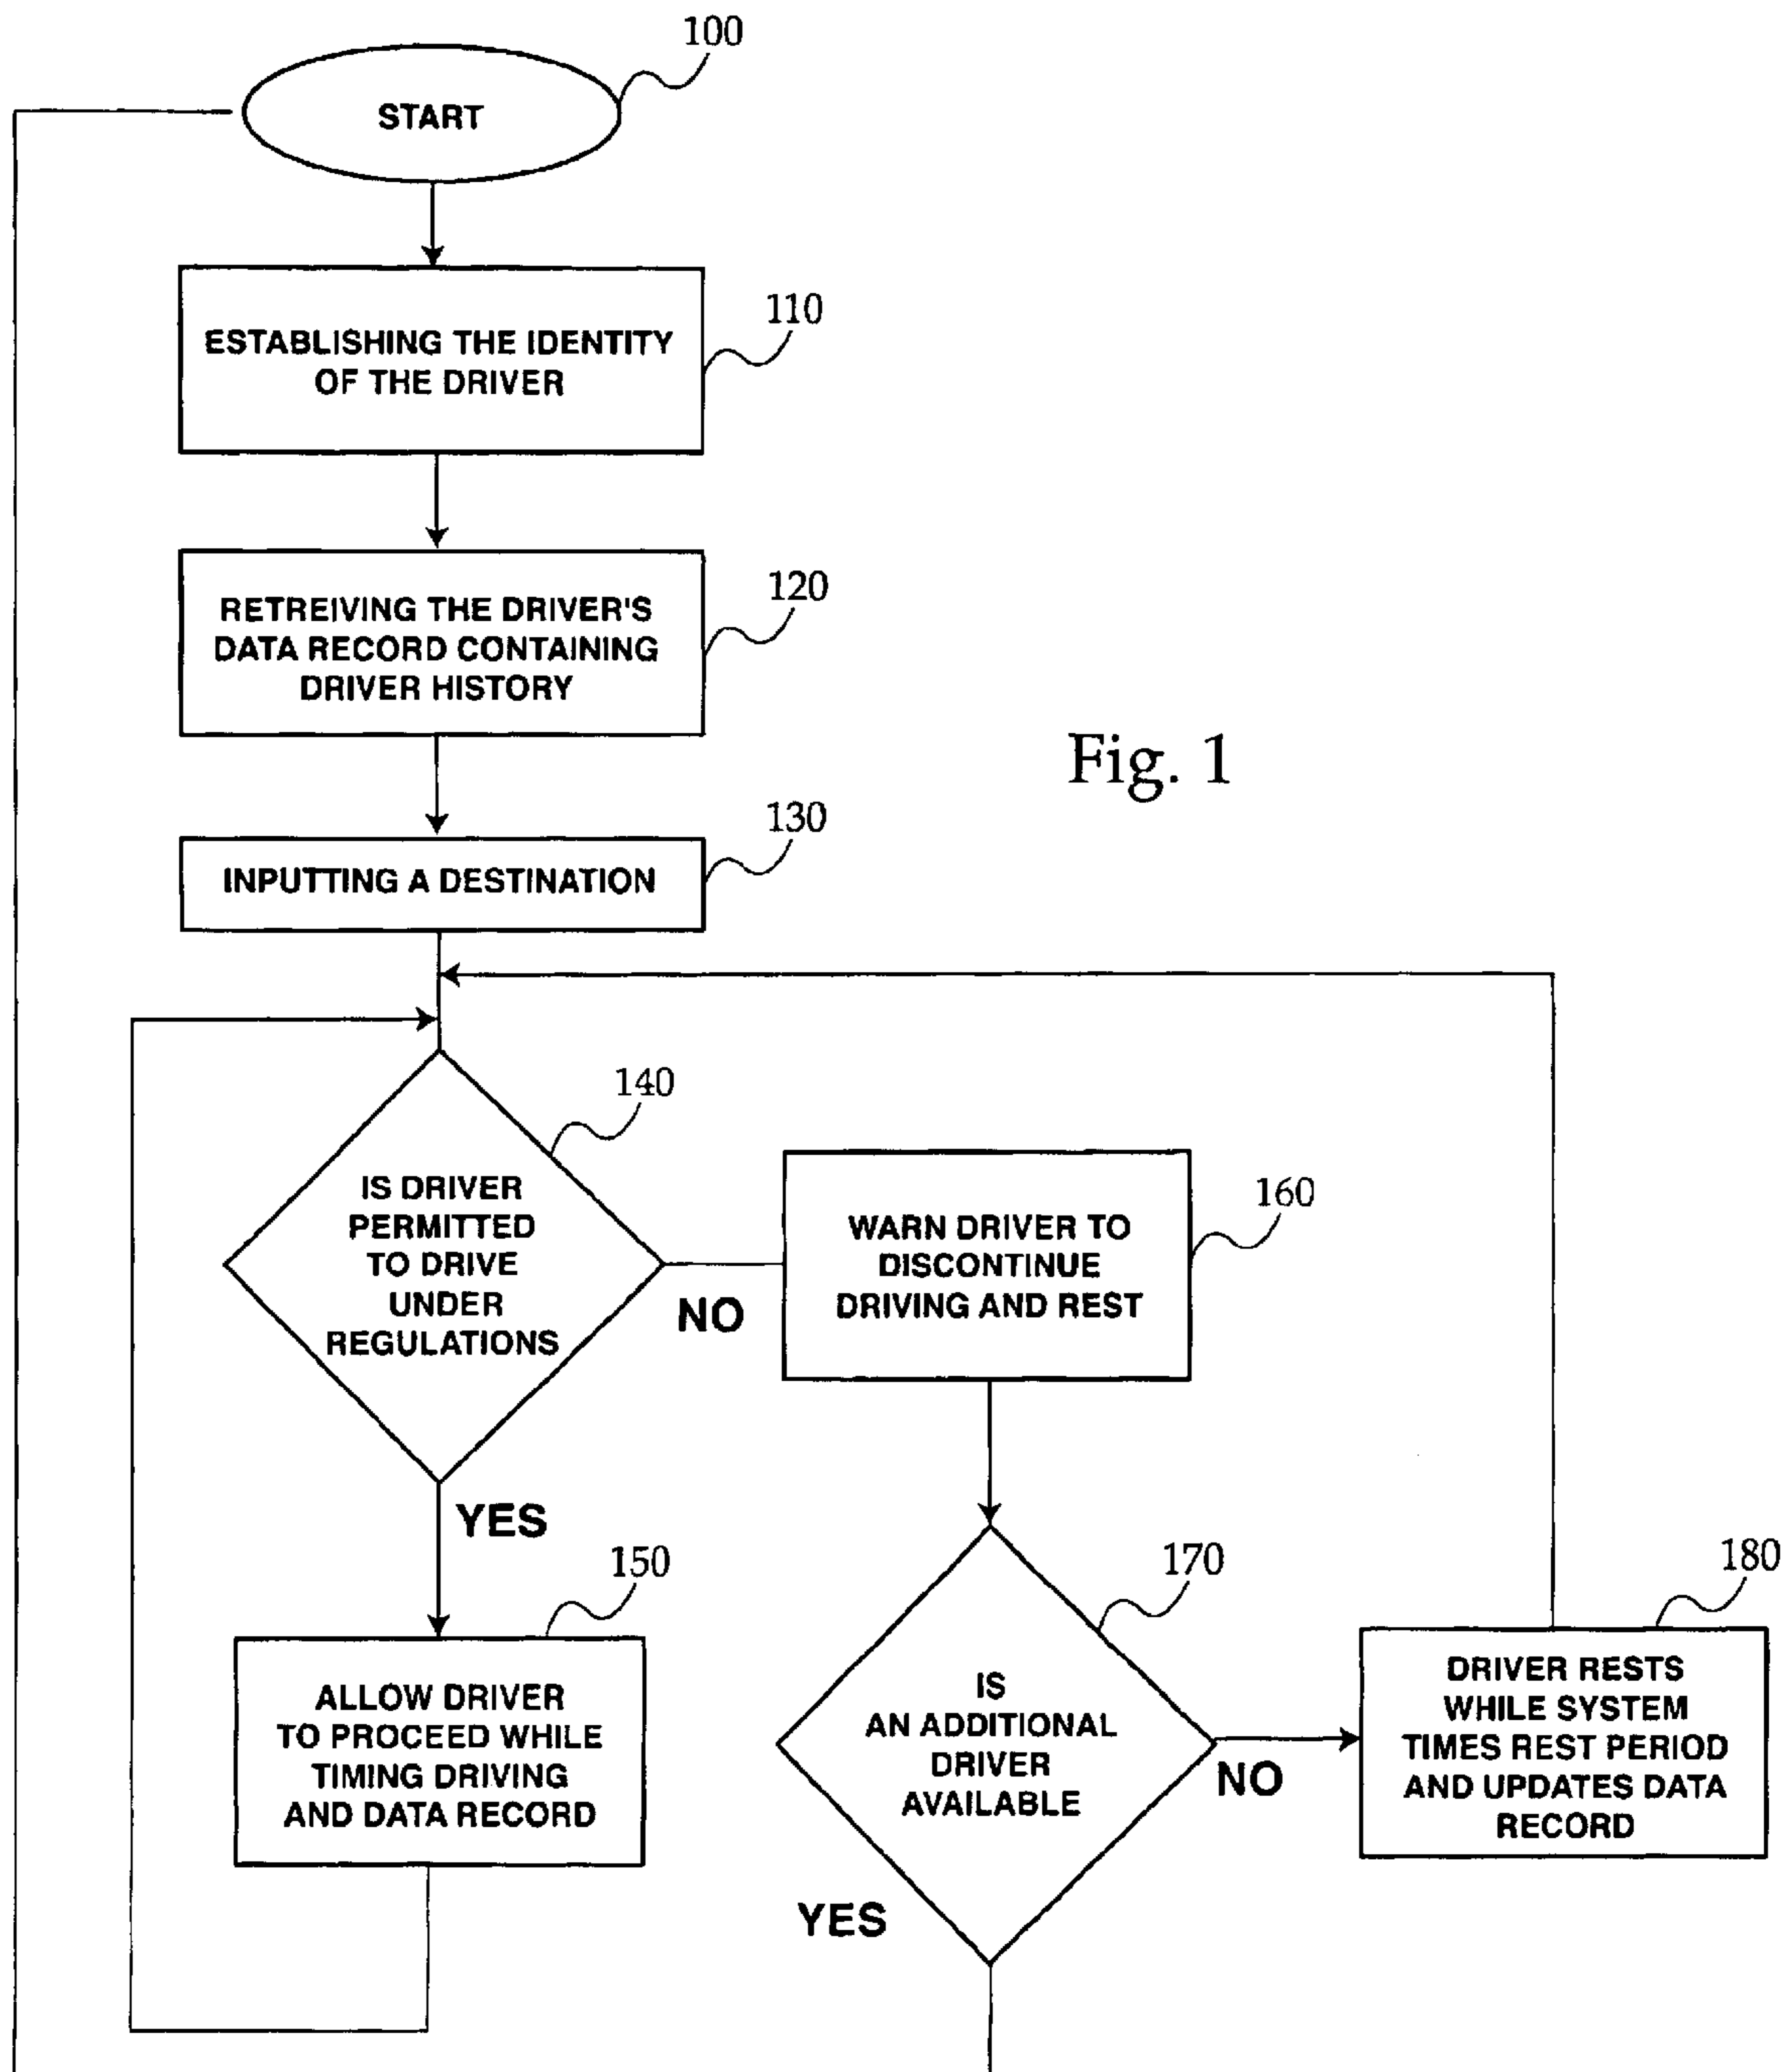 100
START
110
ESTABLISHING THE IDENTITY
OF THE DRIVER
120
RETREIVING THE DRIVER'S
DATA RECORD CONTAINING
DRIVER HISTORY
Fig. 1
130
INPUTTING A DESTINATION
140
IS DRIVER
PERMITTED
TO DRIVE
UNDER
REGULATIONS
NO
160
WARN DRIVER TO
DISCONTINUE
DRIVING AND REST
YES
150
ALLOW DRIVER
TO PROCEED WHILE
TIMING DRIVING
AND DATA RECORD
170
IS
AN ADDITIONAL
DRIVER
AVAILABLE
NO
YES
180
DRIVER RESTS
WHILE SYSTEM
TIMES REST PERIOD
AND UPDATES DATA
RECORD